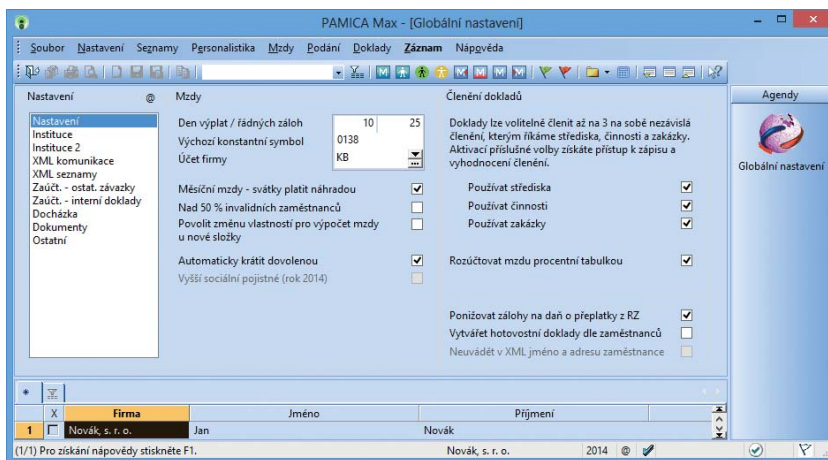 PAMICA Max - [Globální nastavení]
Soubor Nastavení Seznamy Personalistika Mzdy Podání Doklady Záznam Nápověda
Nastavení @
Nastavení
Instituce
Instituce 2
XML komunikace
XML seznamy
Zaúčt. - ostat. závazky
Zaúčt. - interní doklady
Docházka
Dokumenty
Ostatní
Mzdy
Den výplat / řádných záloh 10 25
Výchozí konstantní symbol 0138
Účet firmy KB
Měsíční mzdy - svátky platit náhradou
Nad 50 % invalidních zaměstnanců
Povolit změnu vlastností pro výpočet mzdy
u nové složky
Automaticky krátit dovolenou
Vyšší sociální pojistné (rok 2014)
Členění dokladů
Doklady lze volitelně členit až na 3 na sobě nezávislá
členění, kterým říkáme střediska, činnosti a zakázky.
Aktivací příslušné volby získáte přístup k zápisu a
vyhodnocení členění.
Používat střediska
Používat činnosti
Používat zakázky
Rozúčtovat mzdu procentní tabulkou
Ponižovat zálohy na daň o přeplatky z RZ
Vytvářet hotovostní doklady dle zaměstnanců
Neuvádět v XML jméno a adresu zaměstnance
Agendy
Globální nastavení
X Firma Jméno Příjmení
1 Novák, s. r. o. Jan Novák
(1/1) Pro získání nápovědy stiskněte F1. Novák, s. r. o. 2014 @